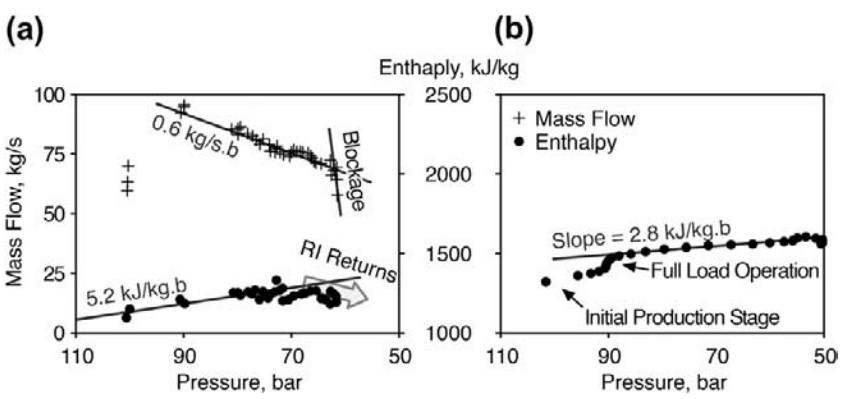 (a)
(b)
Enthaply, kJ/kg
100
75
50
25
0
Mass Flow, kg/s
0.6 kg/s.b
Blockage
RI Returns
5.2 kJ/kg.b
110
90
70
50
Pressure, bar
2500
2000
1500
1000
+ Mass Flow
● Enthalpy
Slope = 2.8 kJ/kg.b
Full Load Operation
Initial Production Stage
110
90
70
50
Pressure, bar